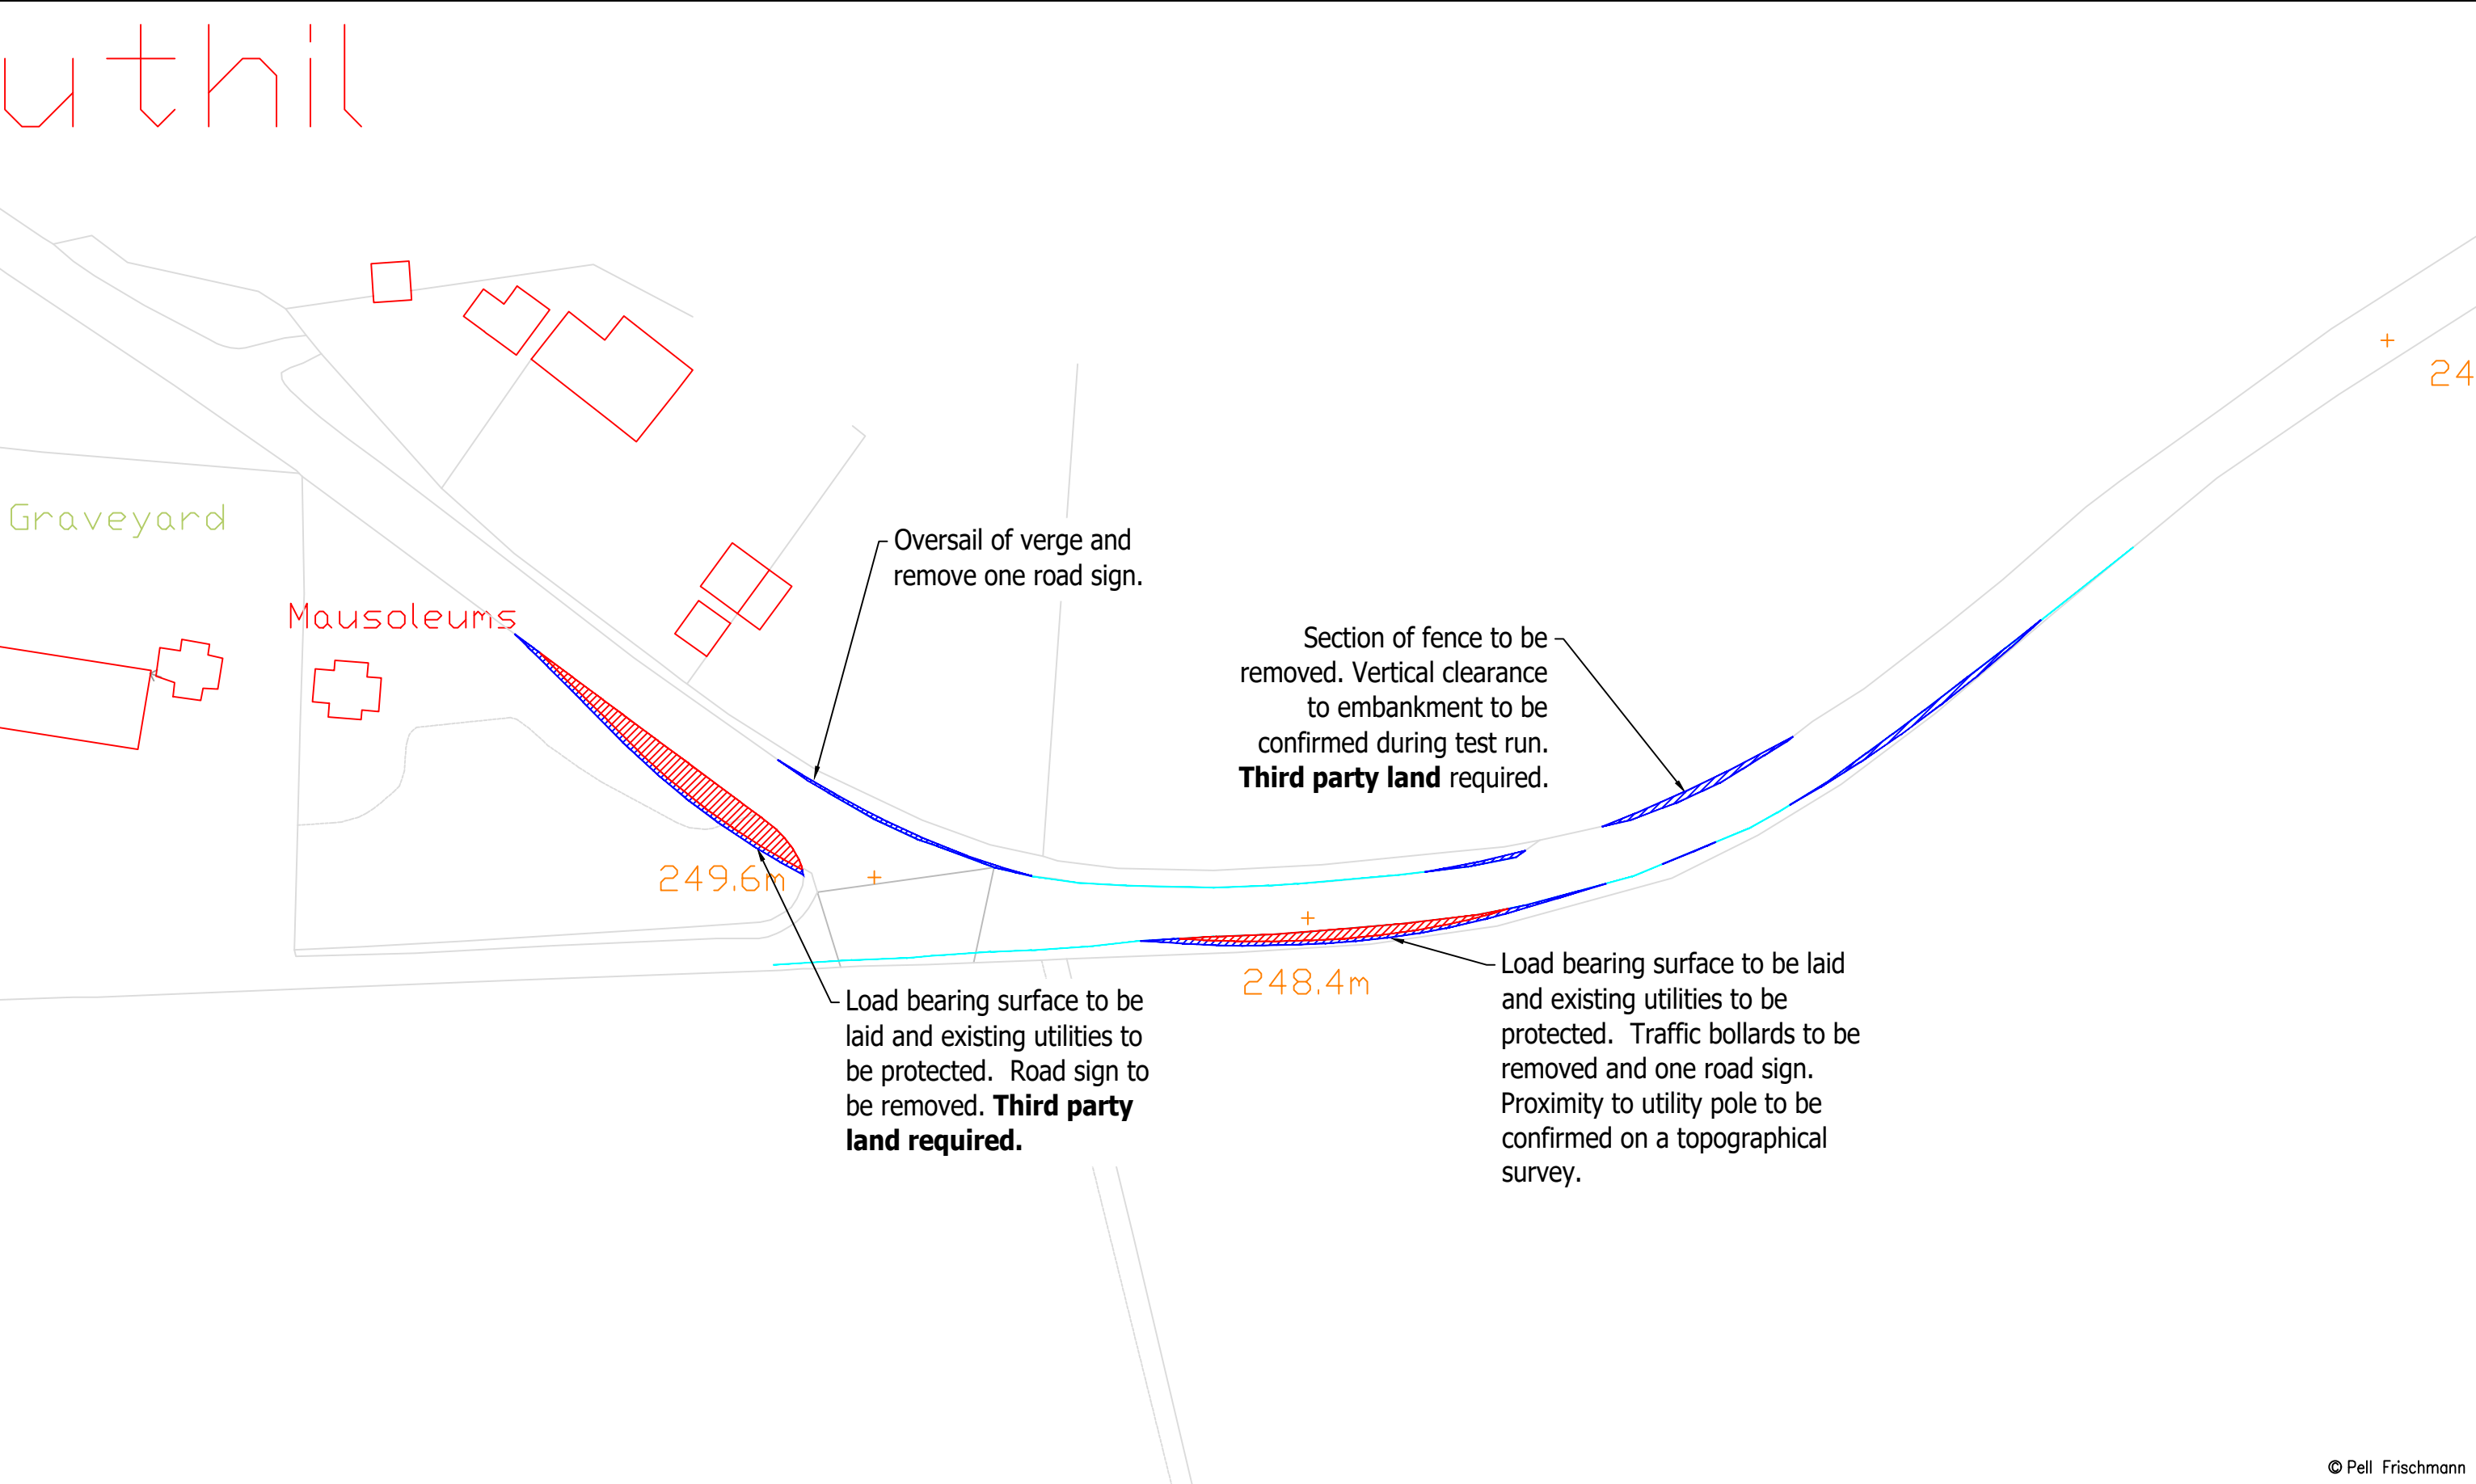 uthil
24
Graveyard
Oversail of verge and
remove one road sign.
Mausoleums
Section of fence to be
removed. Vertical clearance
to embankment to be
confirmed during test run.
Third party land required.
249.6m
248.4m
Load bearing surface to be
laid and existing utilities to
be protected.  Road sign to
be removed. Third party
land required.
Load bearing surface to be laid
and existing utilities to be
protected.  Traffic bollards to be
removed and one road sign.
Proximity to utility pole to be
confirmed on a topographical
survey.
© Pell Frischmann